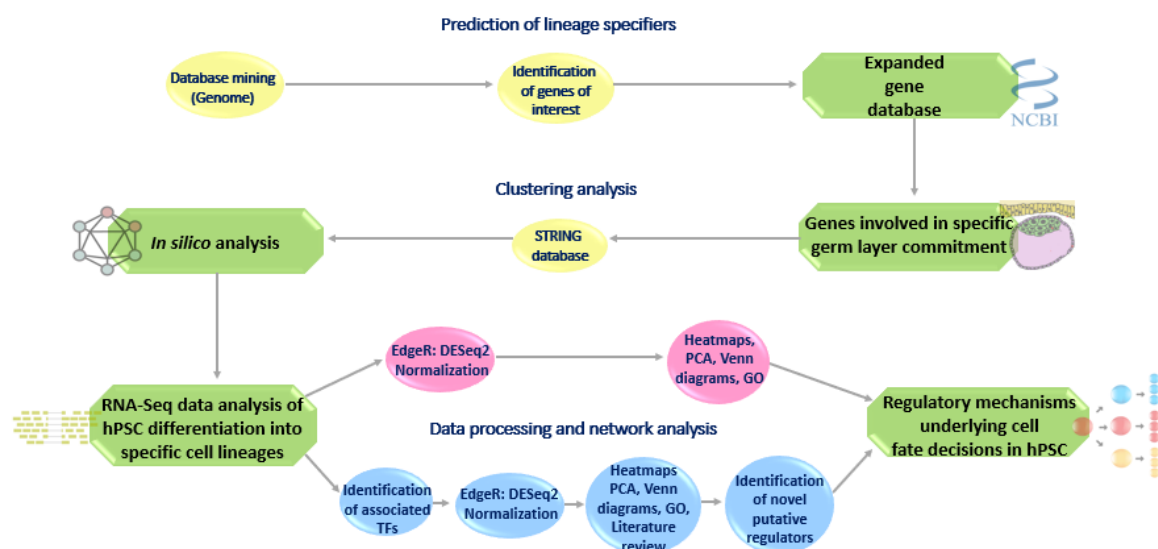 Prediction of lineage specifiers
Database mining
(Genome)
Identification
of genes of
interest
Expanded
gene
database
NCBI
Clustering analysis
In silico analysis
STRING
database
Genes involved in specific
germ layer commitment
EdgeR: DESeq2
Normalization
Heatmaps,
PCA, Venn
diagrams, GO
RNA-Seq data analysis of
hPSC differentiation into
specific cell lineages
Data processing and network analysis
Regulatory mechanisms
underlying cell
fate decisions in hPSC
Identification
of associated
TFs
EdgeR: DESeq2
Normalization
Heatmaps
PCA, Venn
diagrams, GO,
Literature
review
Identification
of novel
putative
regulators